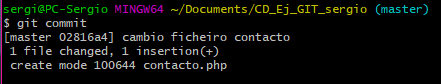 sergi@PC-Sergio MINGW64 ~/Documents/CD_Ej_GIT_sergio (master)
$ git commit
[master 02816a4] cambio ficheiro contacto
 1 file changed, 1 insertion(+)
 create mode 100644 contacto.php